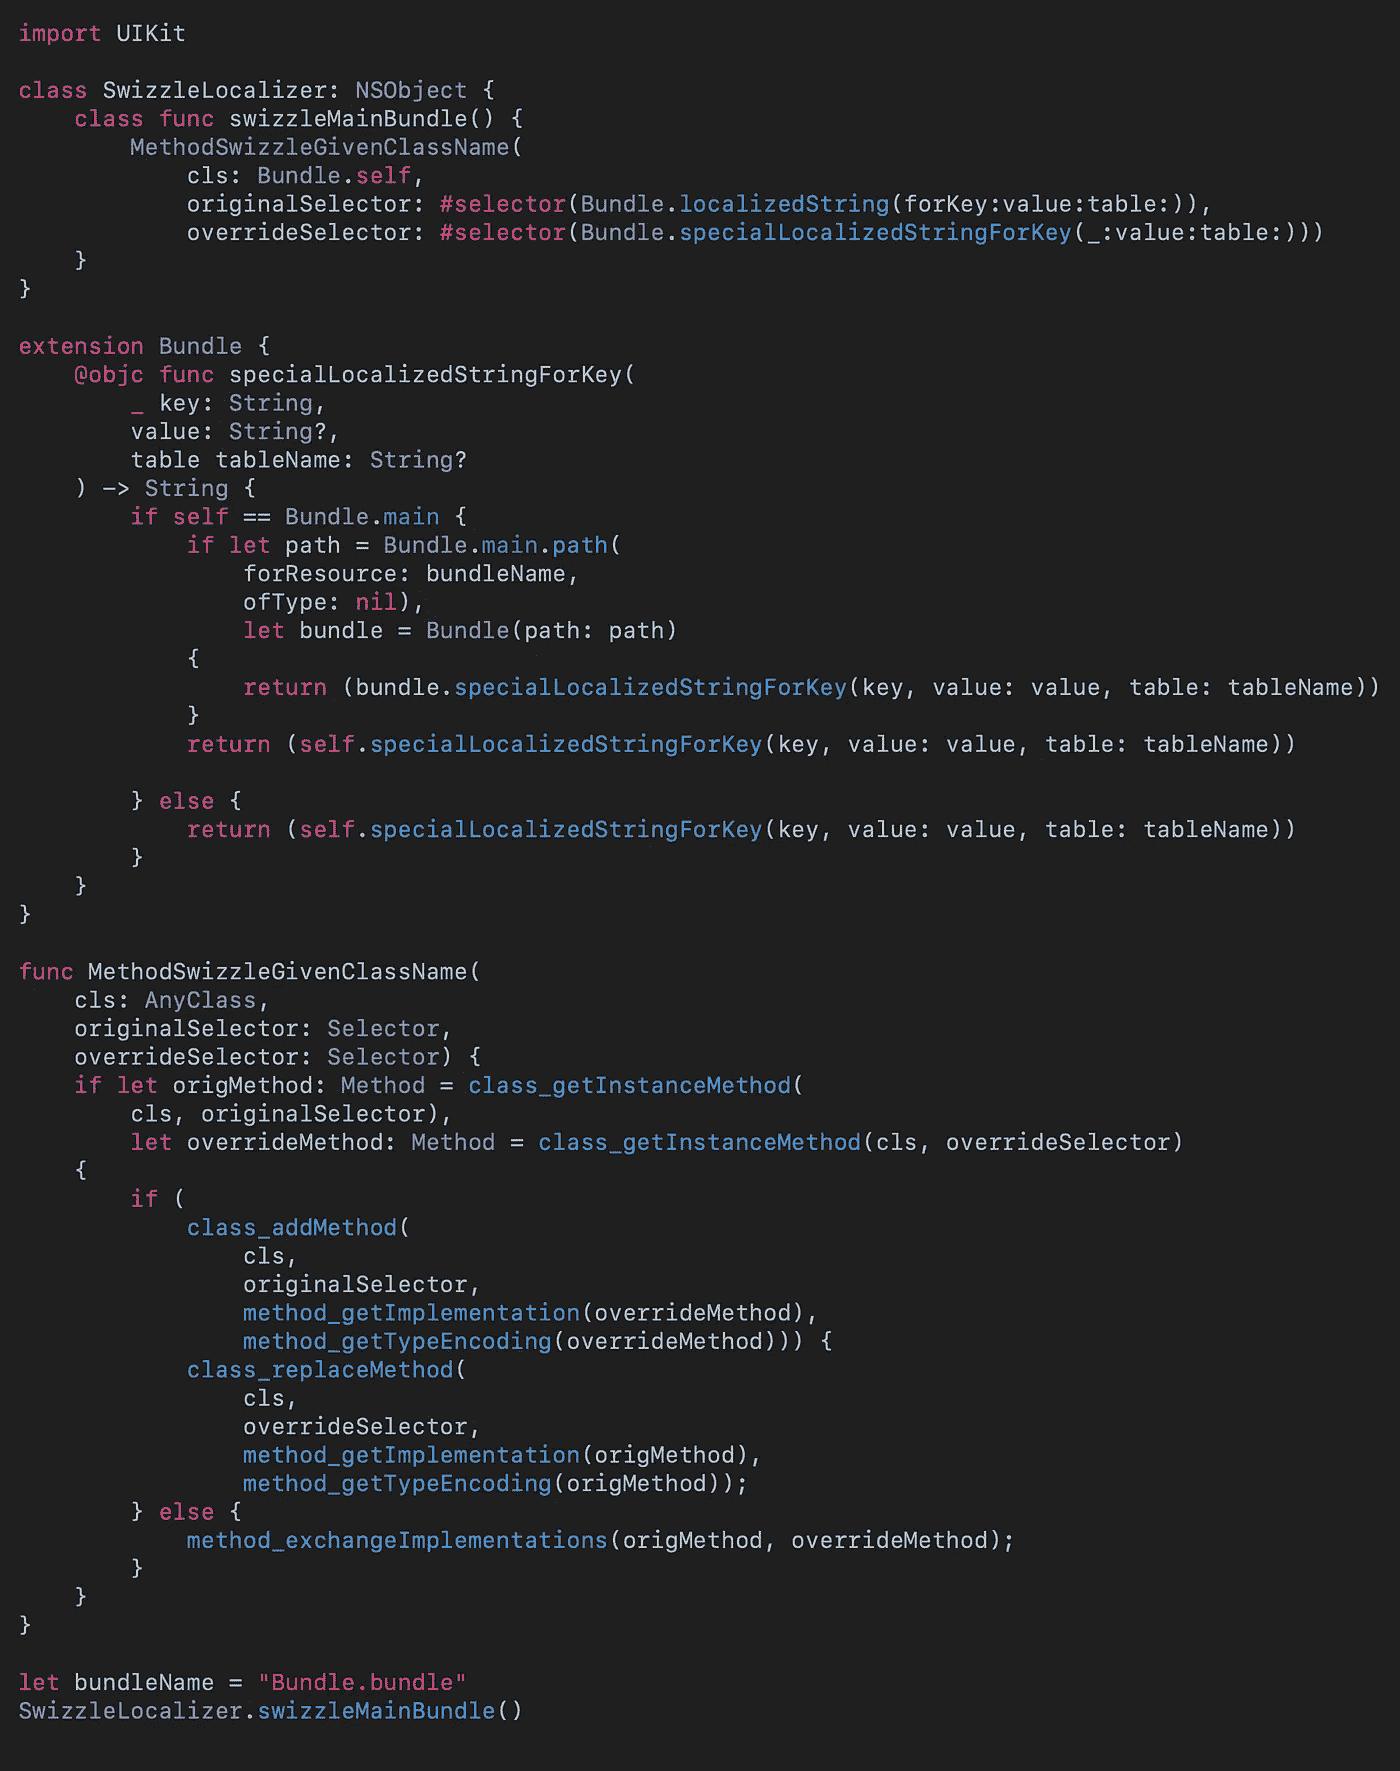 import UIKit
class SwizzleLocalizer: NSObject {
class func swizzleMainBundle() {
MethodSwizzleGivenClassName(
cls: Bundle.self,
originalSelector: #selector(Bundle.localizedString(forKey:value:table:)),
overrideSelector: #selector(Bundle.specialLocalizedStringForKey(_:value:table:)))
}
}
extension Bundle {
@objc func specialLocalizedStringForKey(
_ key: String,
value: String?,
table tableName: String?
) -> String {
if self == Bundle.main {
if let path = Bundle.main.path(
forResource: bundleName,
ofType: nil),
let bundle = Bundle(path: path)
{
return (bundle.specialLocalizedStringForKey(key, value: value, table: tableName))
}
return (self.specialLocalizedStringForKey(key, value: value, table: tableName))
} else {
return (self.specialLocalizedStringForKey(key, value: value, table: tableName))
}
}
}
func MethodSwizzleGivenClassName(
cls: AnyClass,
originalSelector: Selector,
overrideSelector: Selector) {
if let origMethod: Method = class_getInstanceMethod(
cls, originalSelector),
let overrideMethod: Method = class_getInstanceMethod(cls, overrideSelector)
{
if (
class_addMethod(
cls,
originalSelector,
method_getImplementation(overrideMethod),
method_getTypeEncoding(overrideMethod))) {
class_replaceMethod(
cls,
overrideSelector,
method_getImplementation(origMethod),
method_getTypeEncoding(origMethod));
} else {
method_exchangeImplementations(origMethod, overrideMethod);
}
}
}
let bundleName = "Bundle.bundle"
SwizzleLocalizer.swizzleMainBundle()